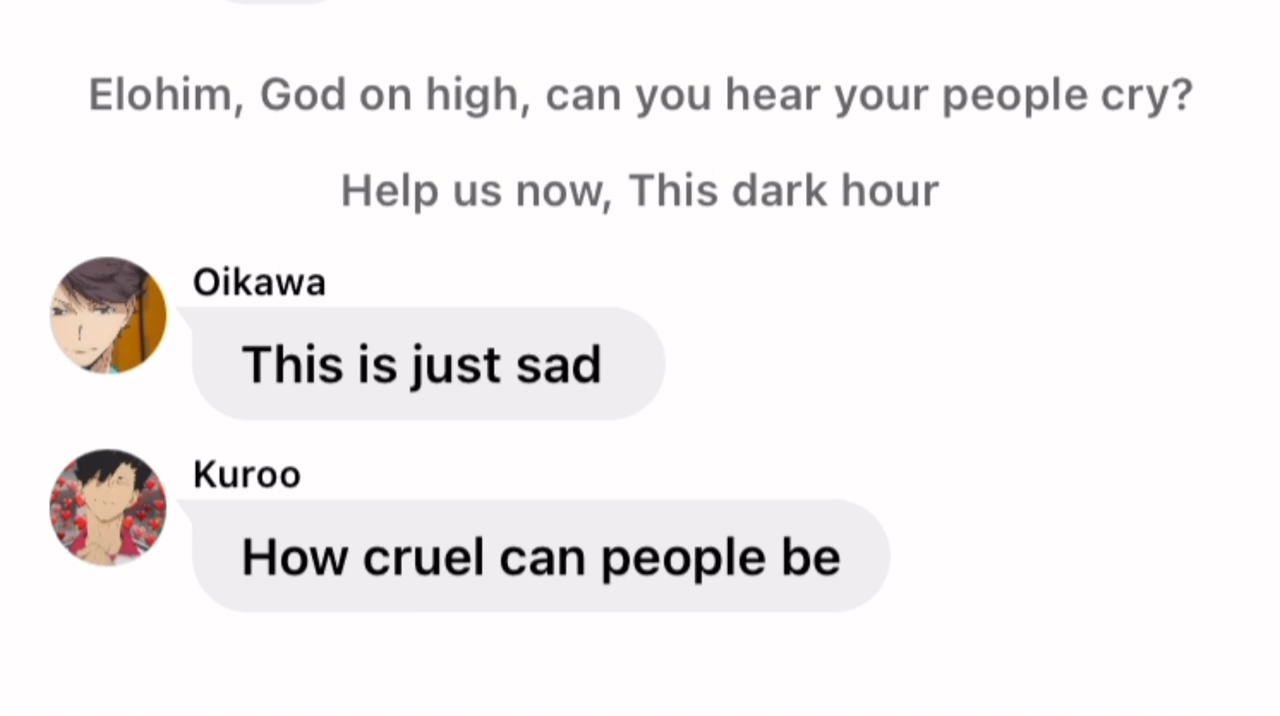 Elohim, God on high, can you hear your people cry?
Help us now, This dark hour
Oikawa
This is just sad
Kuroo
How cruel can people be